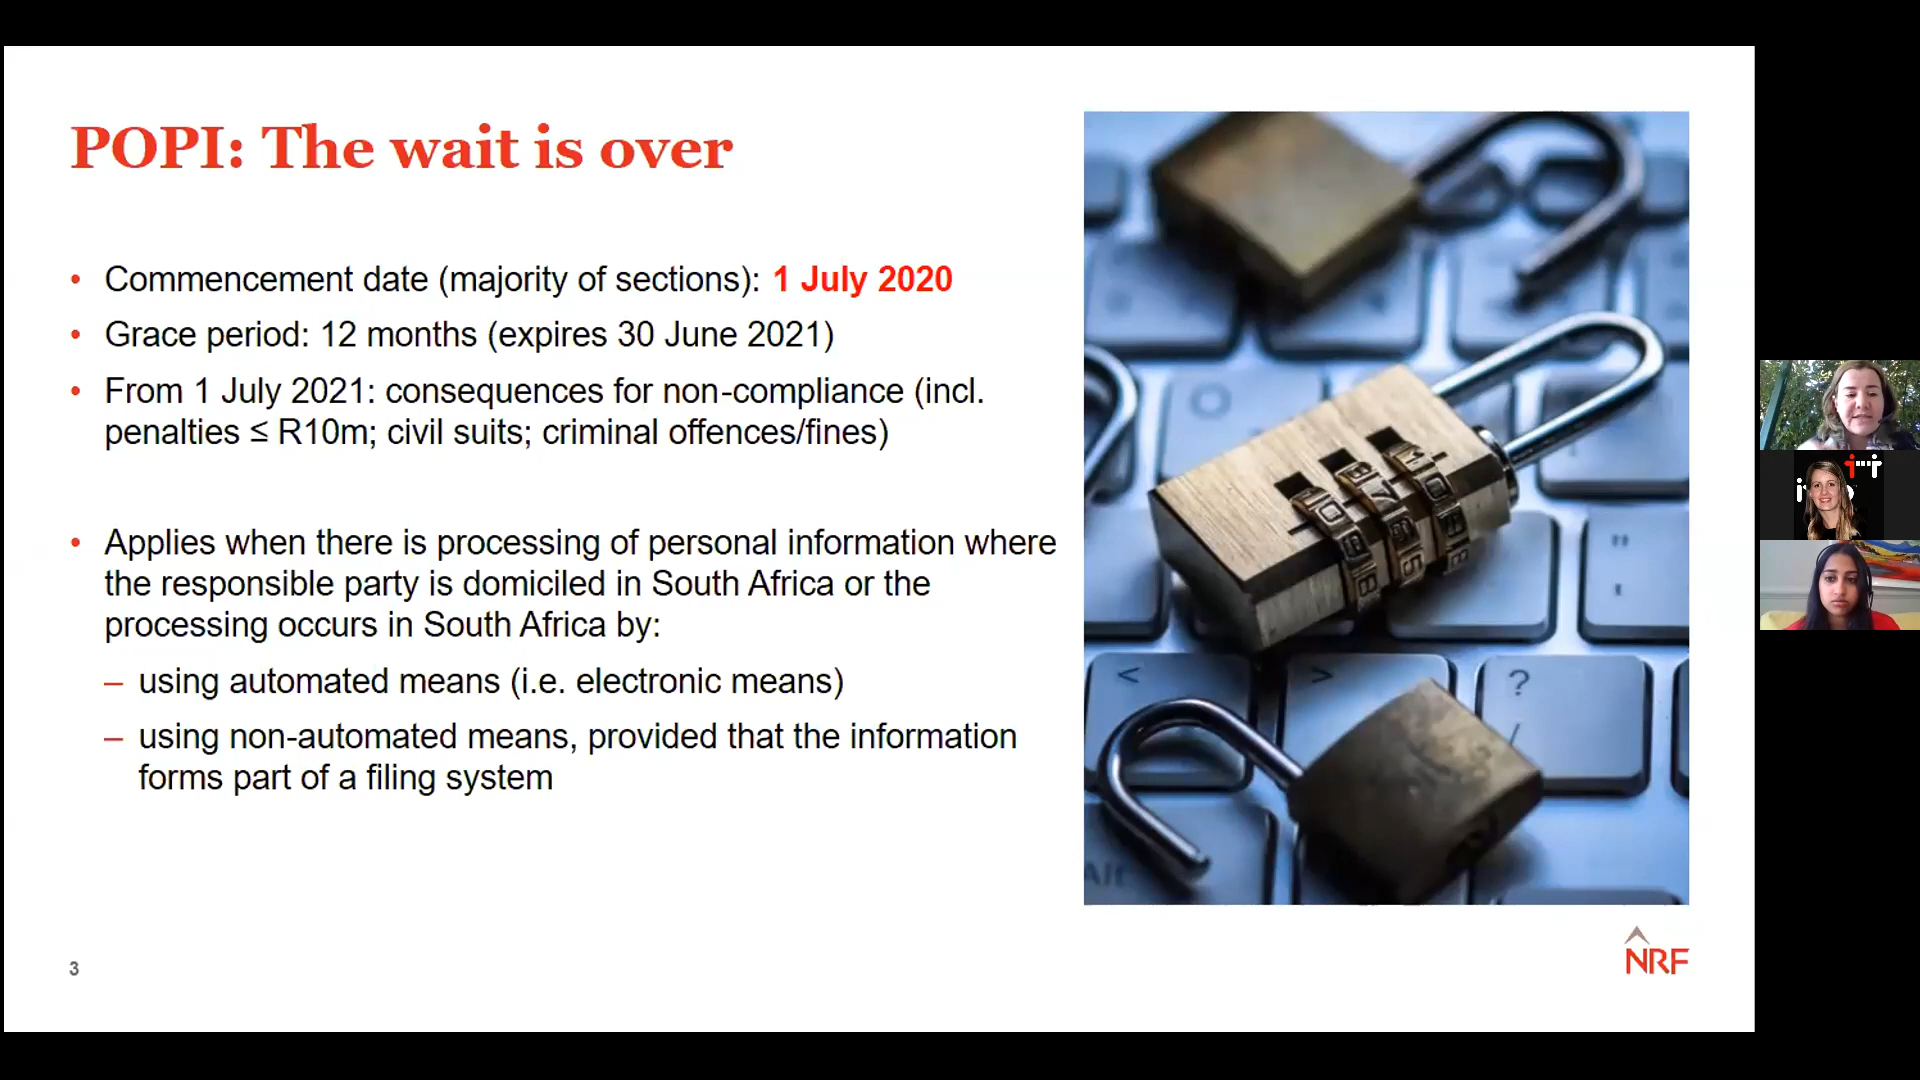 POPI: The wait is over
• Commencement date (majority of sections): 1 July 2020
• Grace period: 12 months (expires 30 June 2021)
• From 1 July 2021: consequences for non-compliance (incl.
penalties ≤ R10m; civil suits; criminal offences/fines)
• Applies when there is processing of personal information where
the responsible party is domiciled in South Africa or the
processing occurs in South Africa by:
– using automated means (i.e. electronic means)
– using non-automated means, provided that the information
forms part of a filing system
O
<
>
?
/
Alt
3
NRF